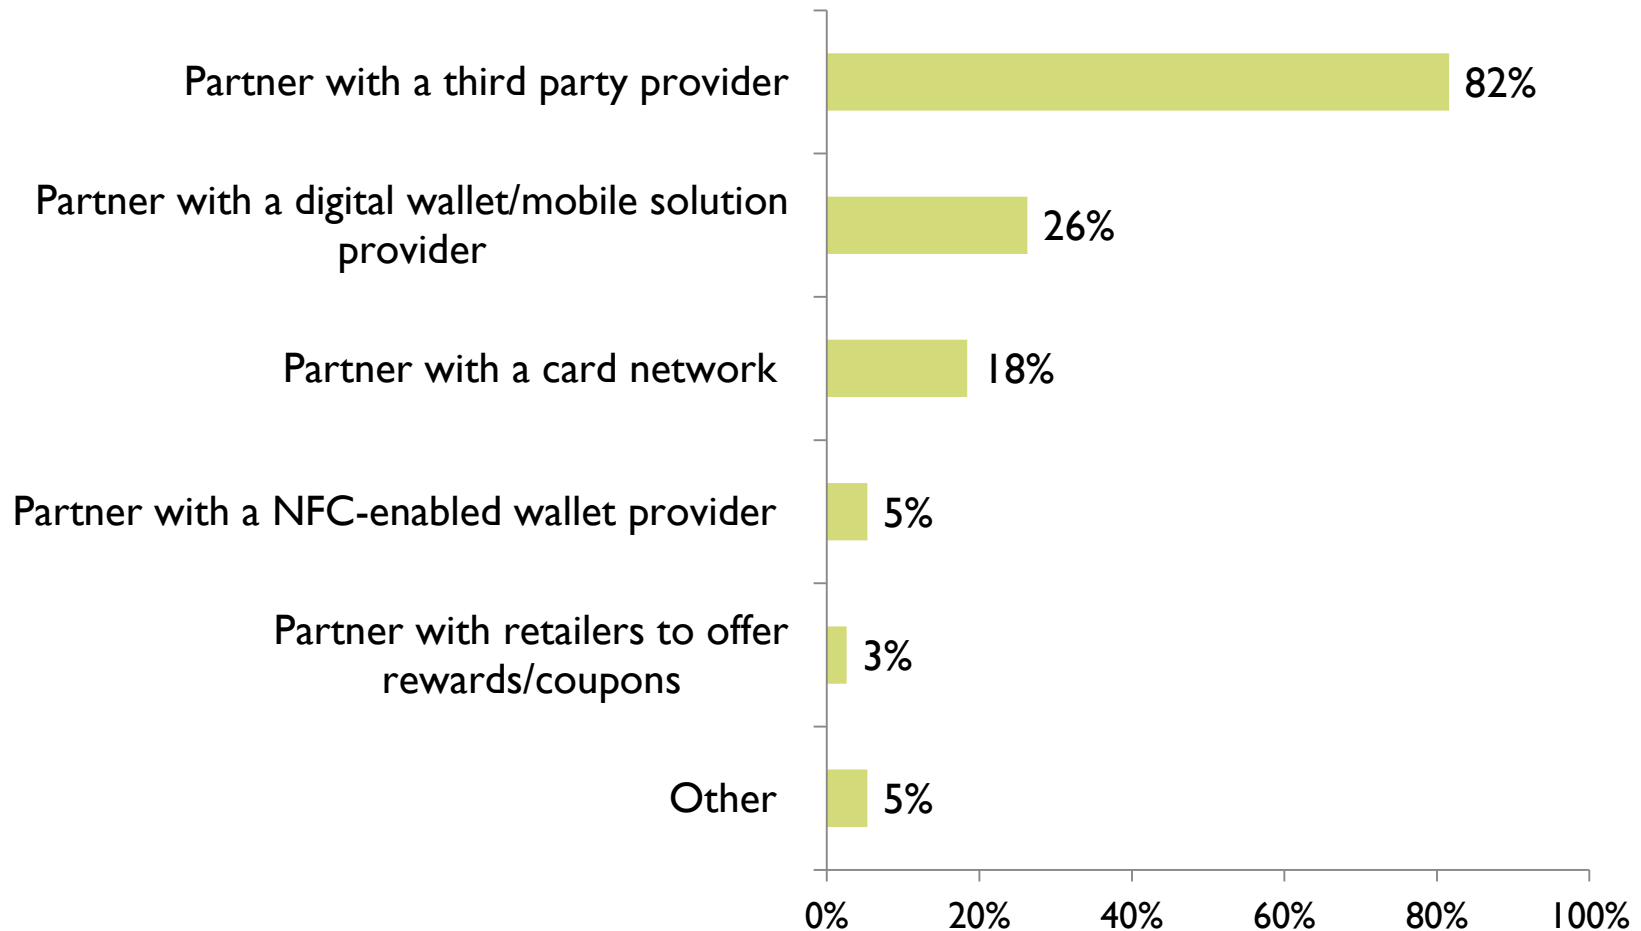 Partner with a third party provider
82%
Partner with a digital wallet/mobile solution
provider
26%
Partner with a card network
18%
Partner with a NFC-enabled wallet provider
5%
Partner with retailers to offer
rewards/coupons
3%
Other
5%
0%
20%
40%
60%
80%
100%